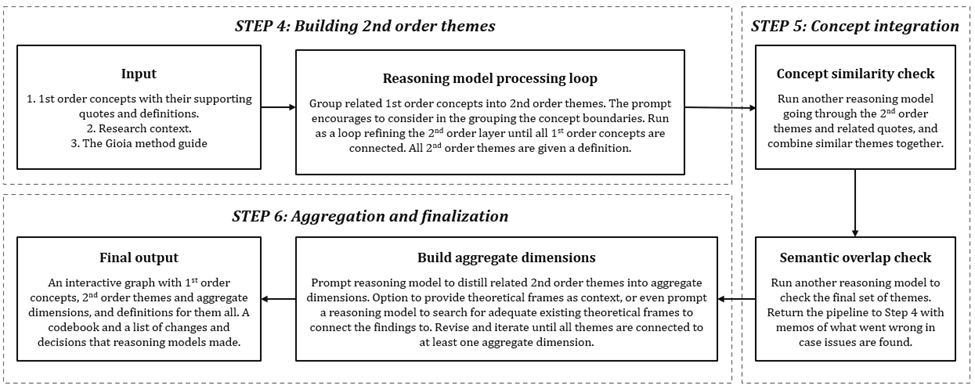 STEP 4: Building 2nd order themes
Input
1. 1st order concepts with their supporting
quotes and definitions.
2. Research context.
3. The Gioia method guide
Reasoning model processing loop
Group related 1st order concepts into 2nd order themes. The prompt
encourages to consider in the grouping the concept boundaries. Run
as a loop refining the 2nd order layer until all 1st order concepts are
connected. All 2nd order themes are given a definition.
STEP 5: Concept integration
Concept similarity check
Run another reasoning model
going through the 2nd order
themes and related quotes, and
combine similar themes together.
Semantic overlap check
Run another reasoning model to
check the final set of themes.
Return the pipeline to Step 4 with
memos of what went wrong in
case issues are found.
STEP 6: Aggregation and finalization
Build aggregate dimensions
Prompt reasoning model to distill related 2nd order themes into aggregate
dimensions. Option to provide theoretical frames as context, or even prompt
a reasoning model to search for adequate existing theoretical frames to
connect the findings to. Revise and iterate until all themes are connected to
at least one aggregate dimension.
Final output
An interactive graph with 1st order
concepts, 2nd order themes and aggregate
dimensions, and definitions for them all. A
codebook and a list of changes and
decisions that reasoning models made.